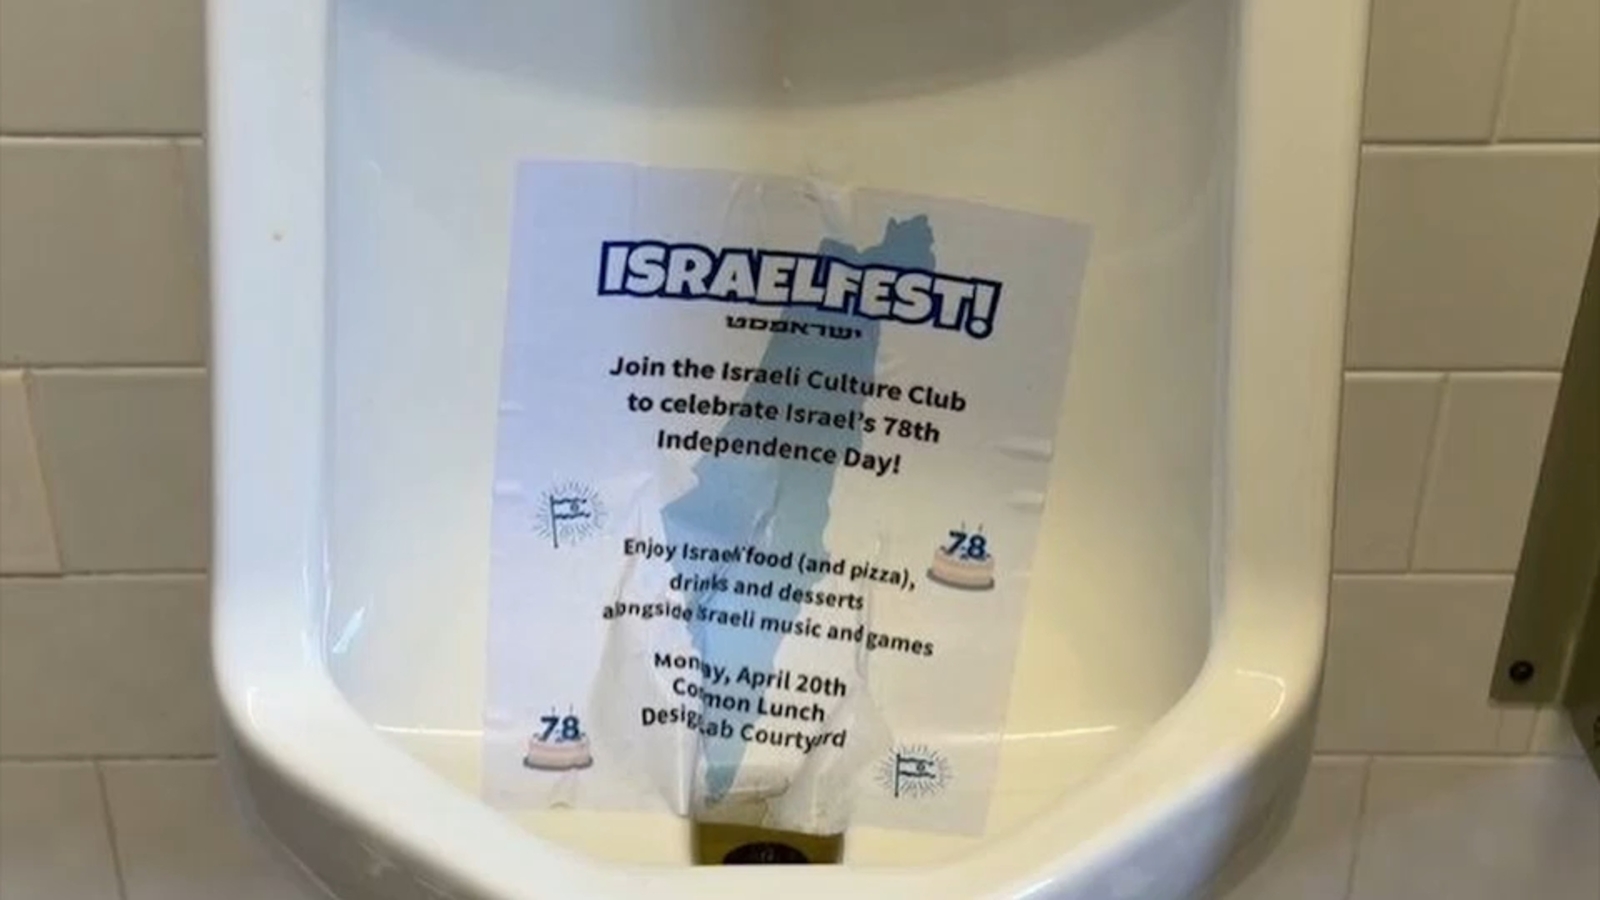 ISRAELFEST!
ישראפסט
Join the Israeli Culture Club
to celebrate Israel's 78th
Independence Day!
78
Enjoy Israeli food (and pizza),
drinks and desserts
alongside Israeli music and games
Monday, April 20th
Common Lunch
DesignLab Courtyard
78